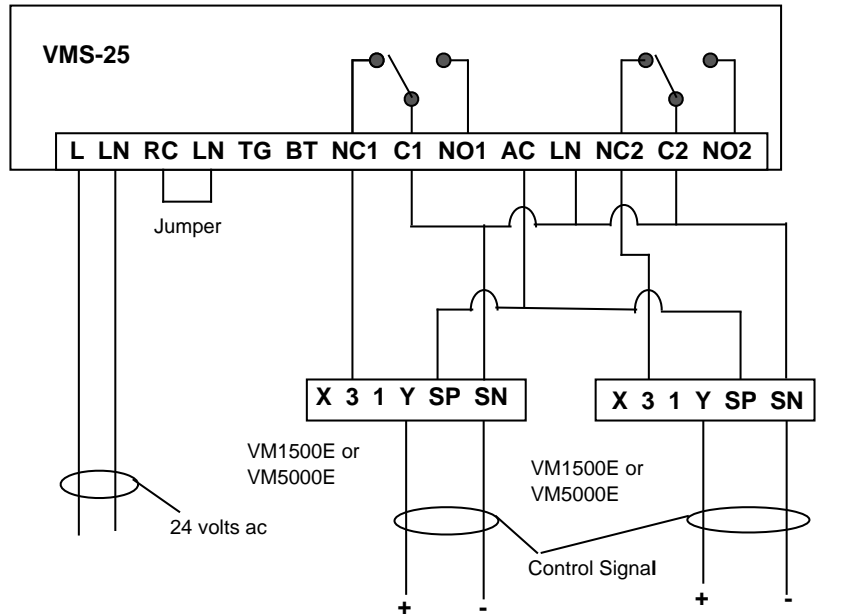 VMS-25
L LN RC LN TG BT NC1 C1 NO1 AC LN NC2 C2 NO2
Jumper
X 3 1 Y SP SN
X 3 1 Y SP SN
VM1500E or
VM5000E
VM1500E or
VM5000E
24 volts ac
Control Signal
+ - + -